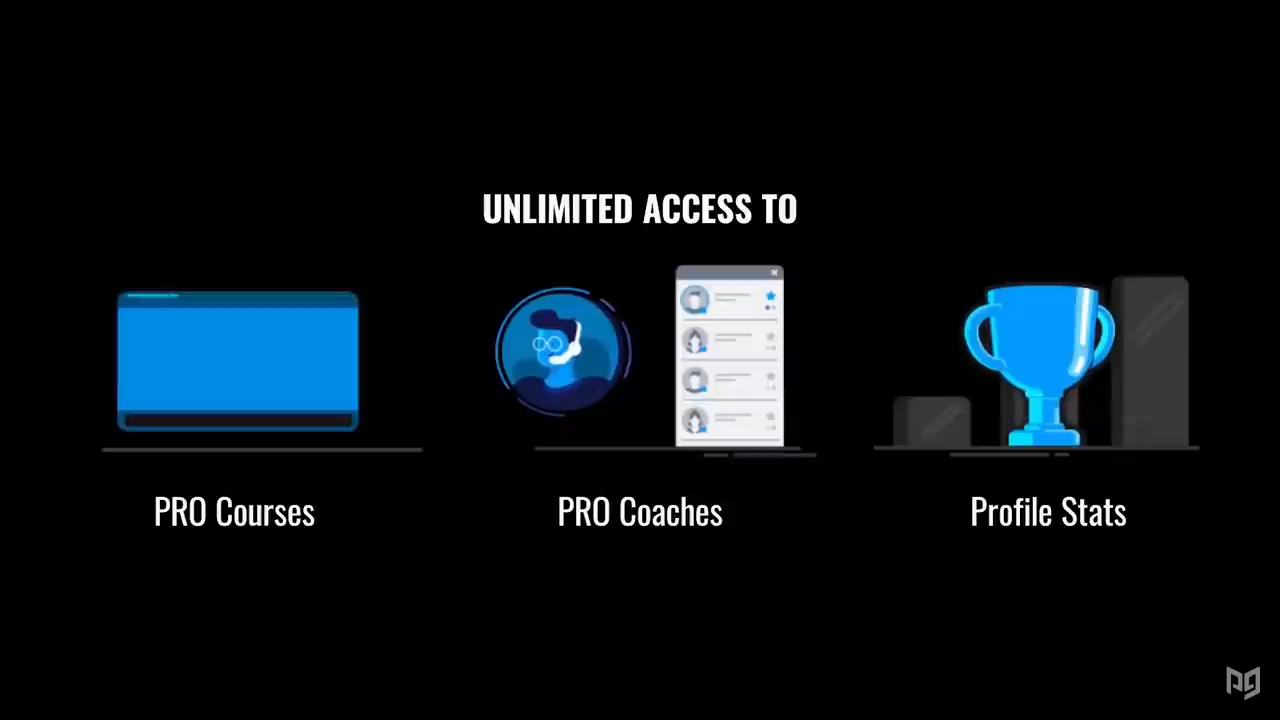 UNLIMITED ACCESS TO
PRO Courses
PRO Coaches
Profile Stats